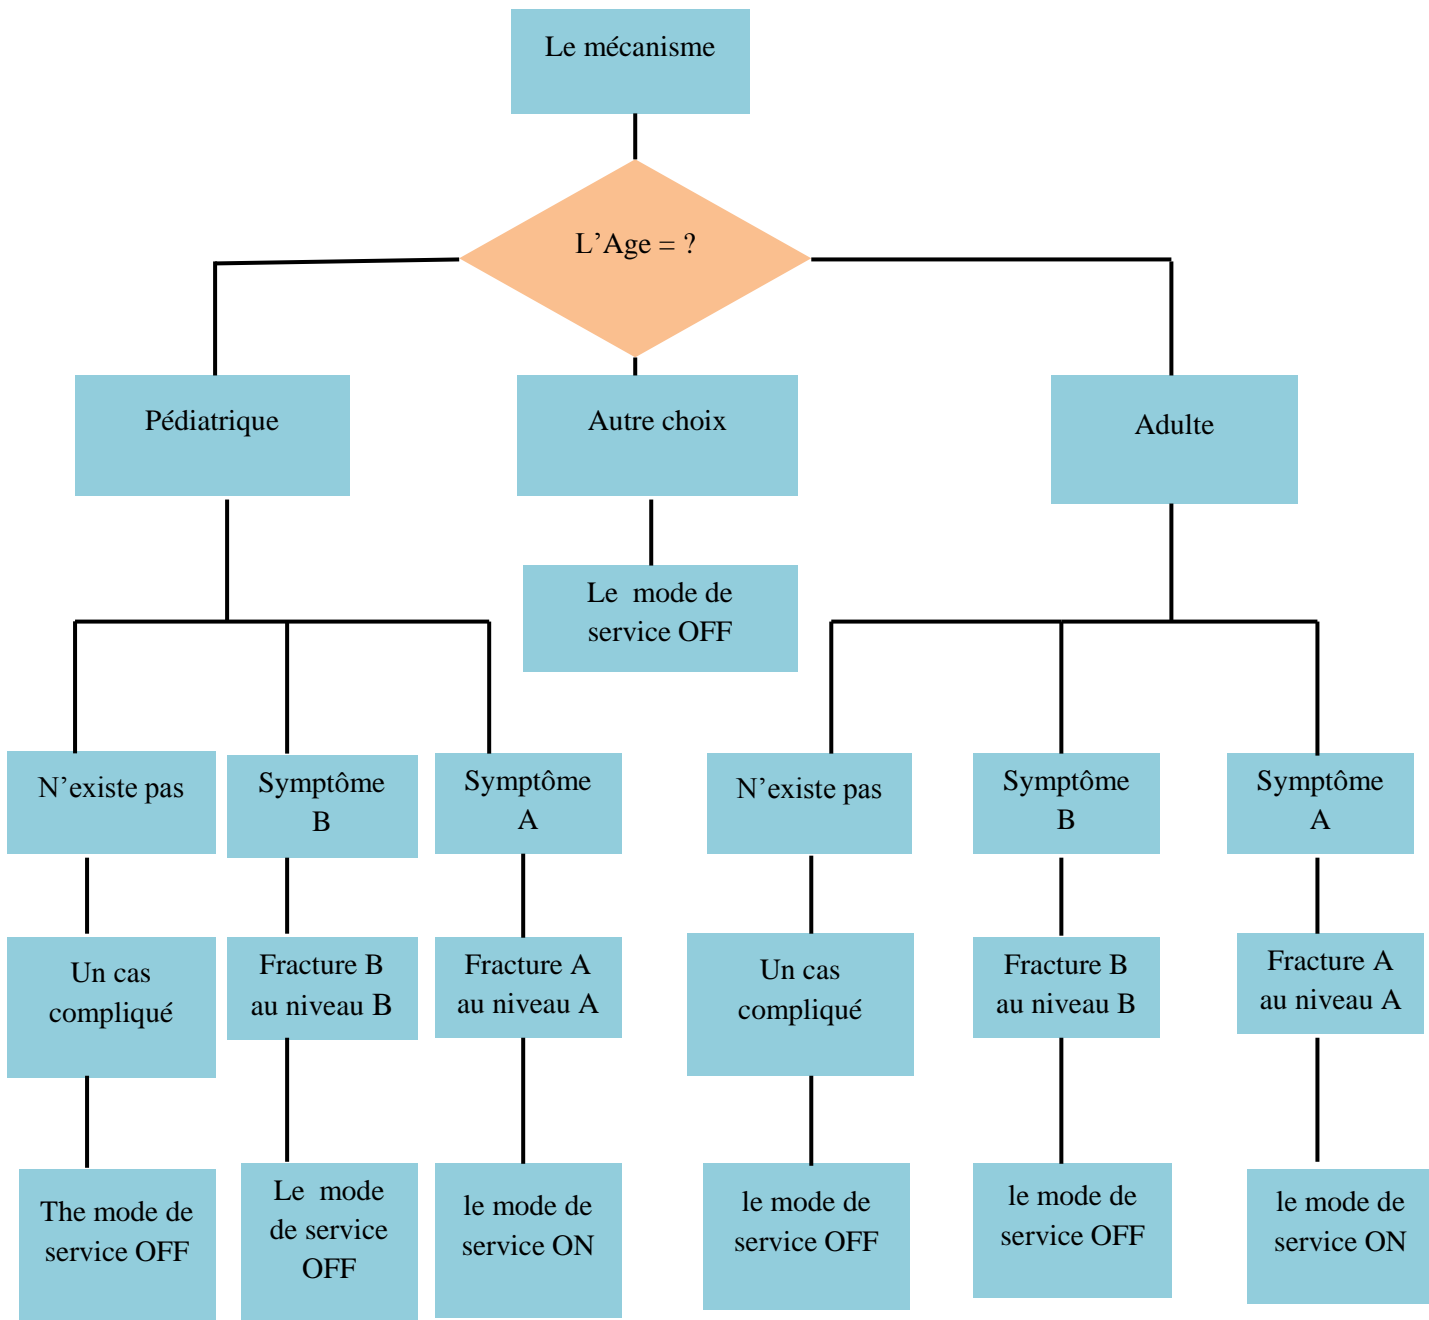 Le mécanisme
L’Age = ?
Pédiatrique
Autre choix
Adulte
Le  mode de
service OFF
N’existe pas
Symptôme
B
Symptôme
A
N’existe pas
Symptôme
B
Symptôme
A
Un cas
compliqué
Fracture B
au niveau B
Fracture A
au niveau A
Un cas
compliqué
Fracture B
au niveau B
Fracture A
au niveau A
The mode de
service OFF
Le  mode
de service
OFF
le mode de
service ON
le mode de
service OFF
le mode de
service OFF
le mode de
service ON